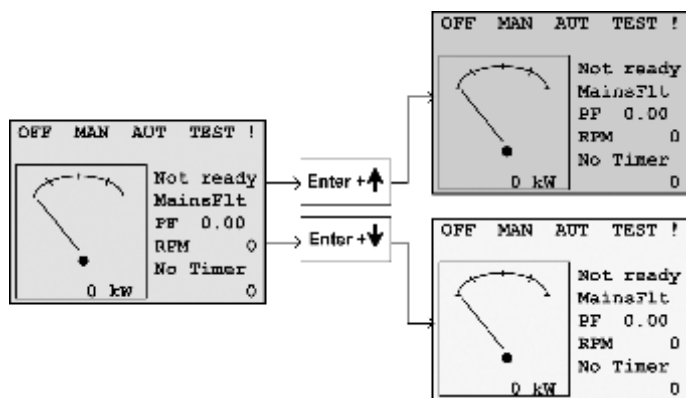 OFF MAN AUT TEST !
Not ready
MainsFlt
PF 0.00
RPM 0
No Timer
0 kW 0
Enter +
OFF MAN AUT TEST !
Not ready
MainsFlt
PF 0.00
RPM 0
No Timer
0 kW 0
Enter +
OFF MAN AUT TEST !
Not ready
MainsFlt
PF 0.00
RPM 0
No Timer
0 kW 0